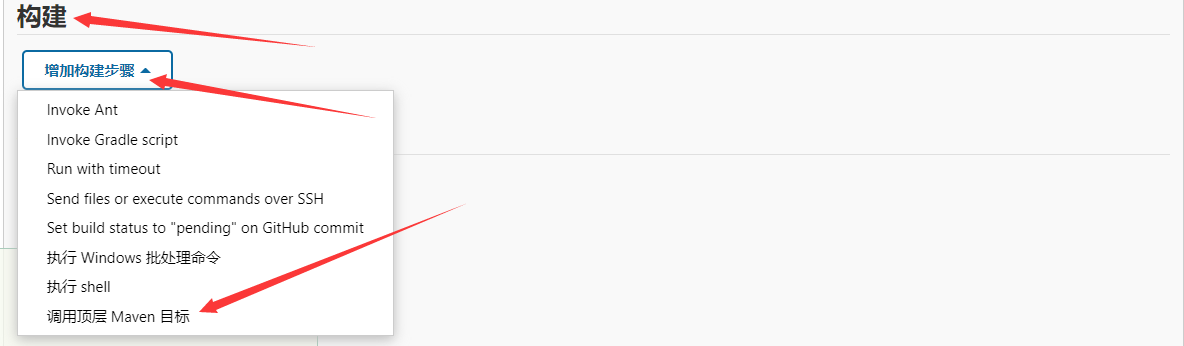 构建
增加构建步骤
Invoke Ant
Invoke Gradle script
Run with timeout
Send files or execute commands over SSH
Set build status to "pending" on GitHub commit
执行 Windows 批处理命令
执行 shell
调用顶层 Maven 目标